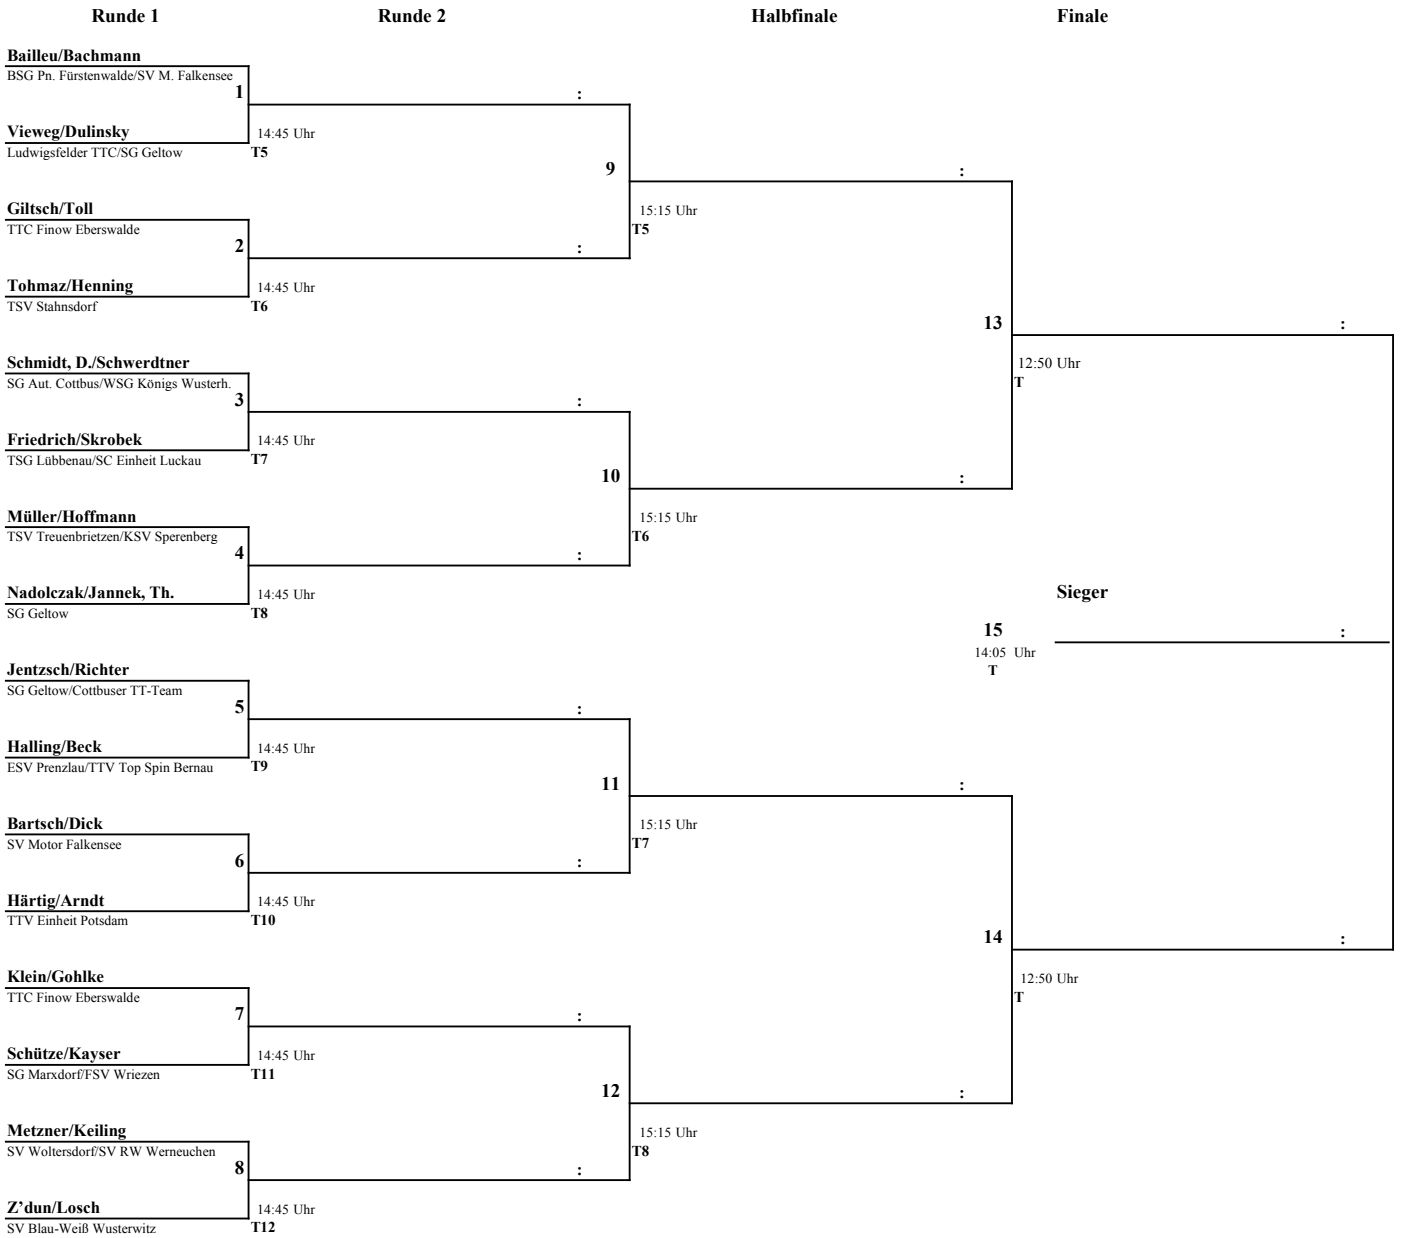 Runde 1 Runde 2 Halbfinale Finale
Bailleu/Bachmann
BSG Pn. Fürstenwalde/SV M. Falkensee
1 :
Vieweg/Dulinsky 14:45 Uhr
Ludwigsfelder TTC/SG Geltow T5
9 :
Giltsch/Toll 15:15 Uhr
TTC Finow Eberswalde T5
2 :
Tohmaz/Henning 14:45 Uhr
TSV Stahnsdorf T6
13 :
Schmidt, D./Schwerdtner 12:50 Uhr
SG Aut. Cottbus/WSG Königs Wusterh. T
3 :
Friedrich/Skrobek 14:45 Uhr
TSG Lübbenau/SC Einheit Luckau T7
10 :
Müller/Hoffmann 15:15 Uhr
TSV Treuenbrietzen/KSV Sperenberg T6
4 :
Nadolczak/Jannek, Th. 14:45 Uhr Sieger
SG Geltow T8
15 :
14:05 Uhr
Jentzsch/Richter T
SG Geltow/Cottbuser TT-Team
5 :
Halling/Beck 14:45 Uhr
ESV Prenzlau/TTV Top Spin Bernau T9
11 :
Bartsch/Dick 15:15 Uhr
SV Motor Falkensee T7
6 :
Härtig/Arndt 14:45 Uhr
TTV Einheit Potsdam T10
14 :
Klein/Gohlke 12:50 Uhr
TTC Finow Eberswalde T
7 :
Schütze/Kayser 14:45 Uhr
SG Marxdorf/FSV Wriezen T11
12 :
Metzner/Keiling 15:15 Uhr
SV Woltersdorf/SV RW Werneuchen T8
8 :
Z’dun/Losch 14:45 Uhr
SV Blau-Weiß Wusterwitz T12